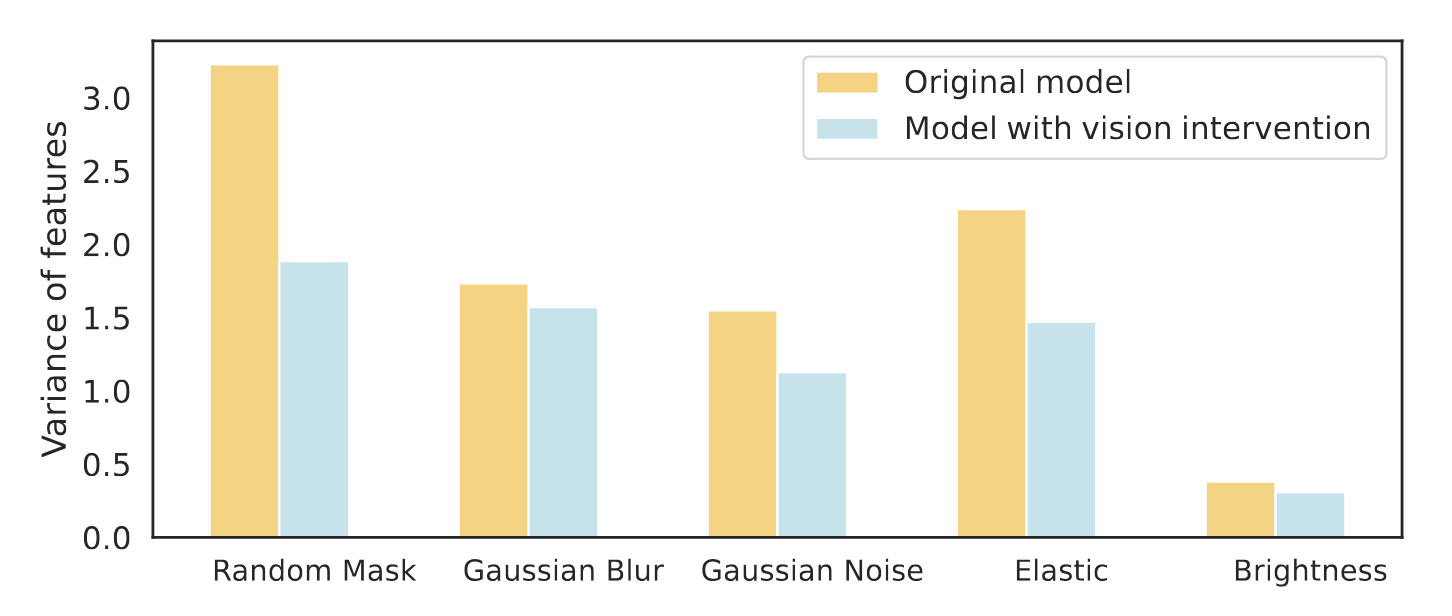 Original model
Model with vision intervention
Variance of features
3.0
2.5
2.0
1.5
1.0
0.5
0.0
Random Mask
Gaussian Blur
Gaussian Noise
Elastic
Brightness